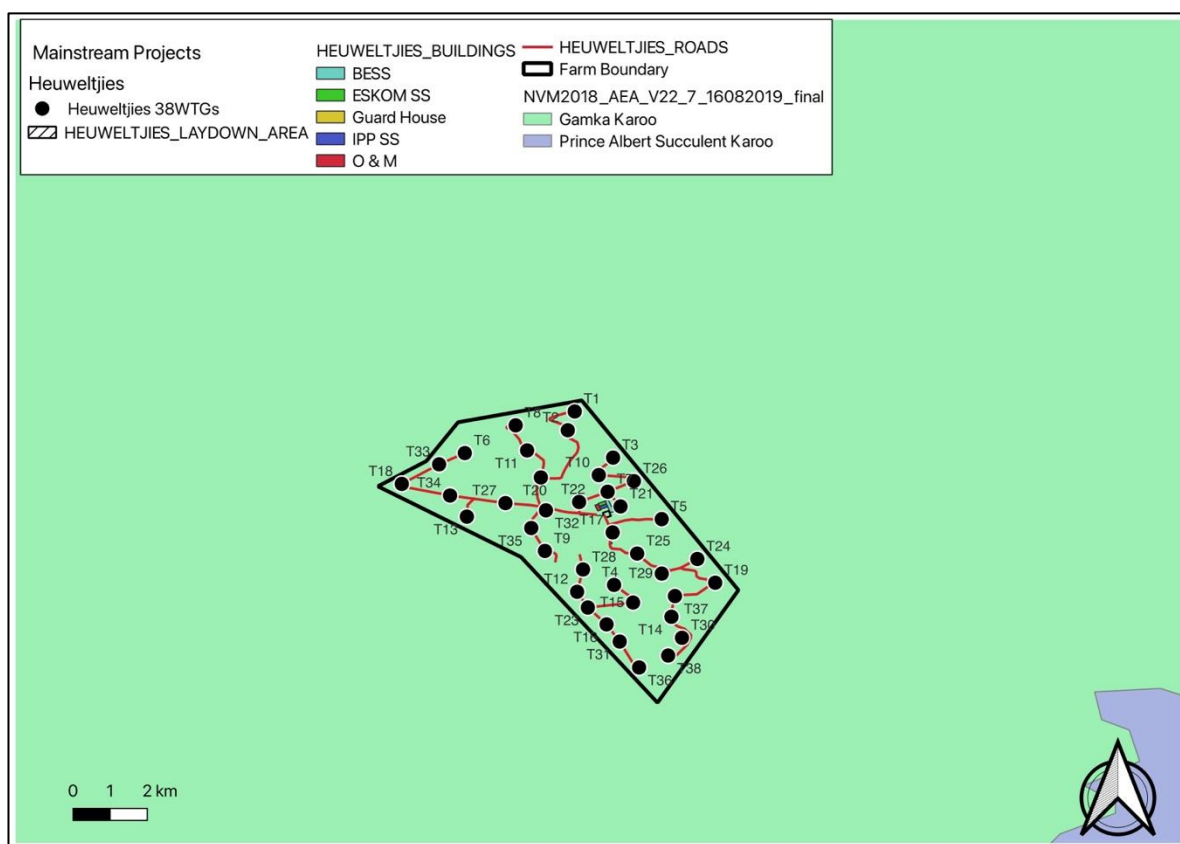 Mainstream Projects
Heuweltjies
Heuweltjies 38WTGs
HEUWELTJIES_LAYDOWN_AREA
HEUWELTJIES_BUILDINGS
BESS
ESKOM SS
Guard House
IPP SS
O & M
HEUWELTJIES_ROADS
Farm Boundary
NVM2018_AEA_V22_7_16082019_final
Gamka Karoo
Prince Albert Succulent Karoo
T1
T8
T6
T3
T33
T11
T10
T26
T18
T34
T27
T20
T22
T21
T13
T32
T17
T5
T35
T9
T25
T28
T24
T12
T4
T29
T19
T15
T23
T37
T14
T30
T16
T31
T38
T36
0 1 2 km